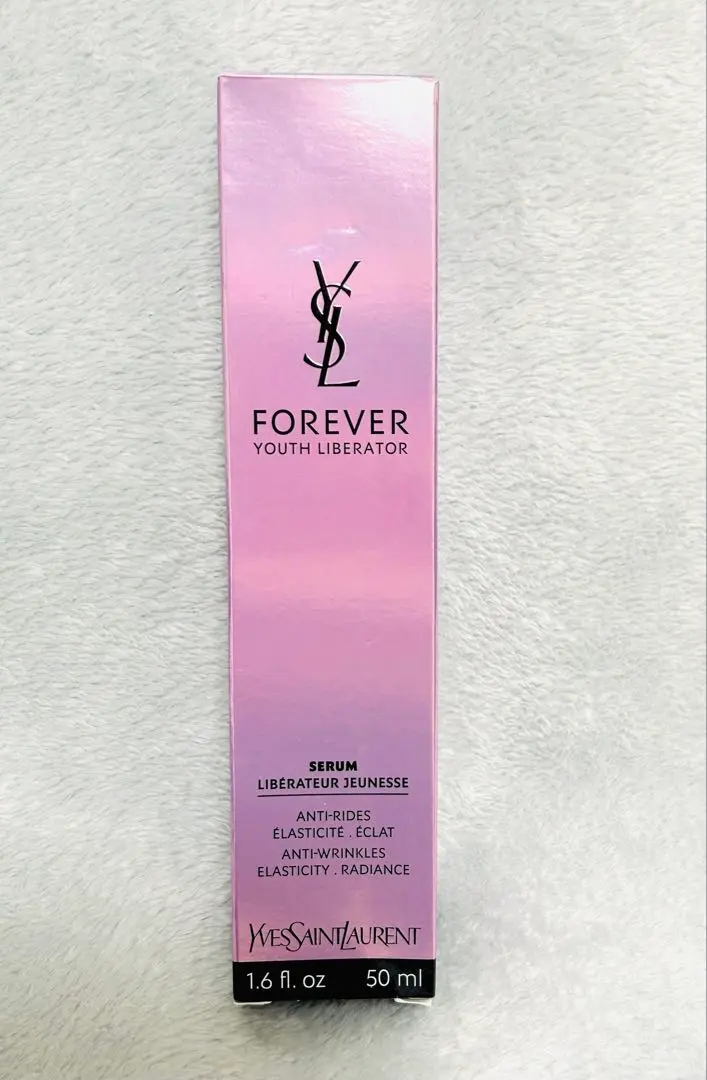 YSL
FOREVER
YOUTH LIBERATOR
SERUM
LIBÉRATEUR JEUNESSE
ANTI-RIDES
ÉLASTICITÉ . ÉCLAT
ANTI-WRINKLES
ELASTICITY . RADIANCE
YVESSAINTLAURENT
1.6 fl. oz 50 ml